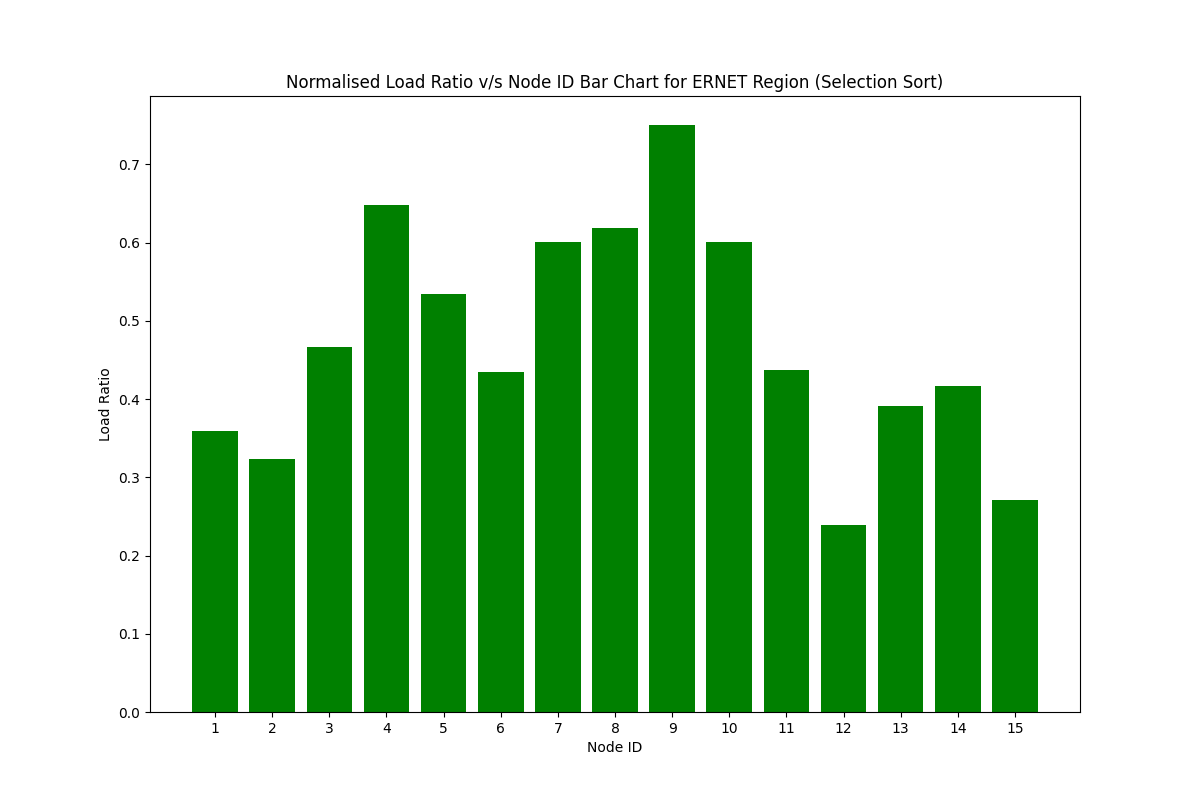 Normalised Load Ratio v/s Node ID Bar Chart for ERNET Region (Selection Sort)
Load Ratio
0.7
0.6
0.5
0.4
0.3
0.2
0.1
0.0
1 2 3 4 5 6 7 8 9 10 11 12 13 14 15
Node ID